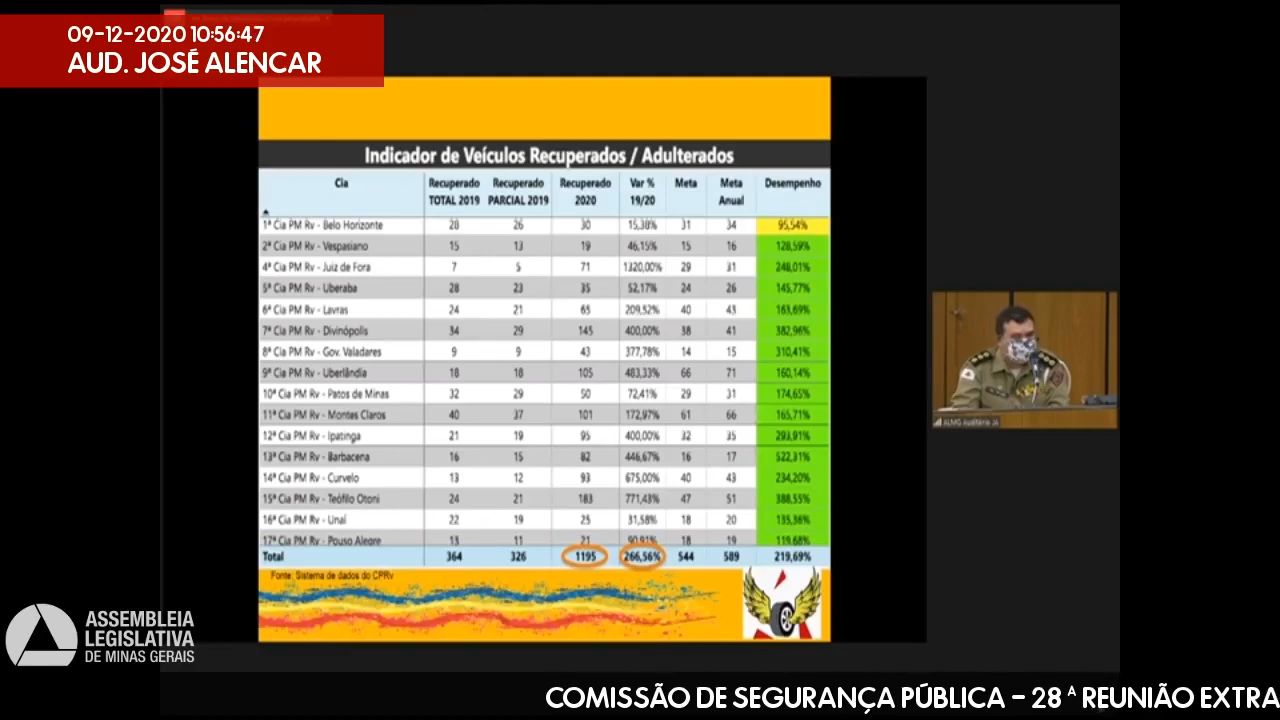 09-12-2020 10:56:47
AUD. JOSÉ ALENCAR
Indicador de Veículos Recuperados / Adulterados
Cia Recuperado TOTAL 2019 Recuperado PARCIAL 2019 Recuperado 2020 Var % 19/20 Meta Meta Anual Desempenho
1ª Cia PM Rv - Belo Horizonte 28 26 30 15,38% 31 34 95,54%
2ª Cia PM Rv - Vespasiano 15 13 19 46,15% 15 16 128,59%
4ª Cia PM Rv - Juiz de Fora 7 5 71 1320,00% 29 31 248,01%
5ª Cia PM Rv - Uberaba 28 23 35 52,17% 24 26 145,77%
6ª Cia PM Rv - Lavras 24 21 65 209,52% 40 43 163,69%
7ª Cia PM Rv - Divinópolis 34 29 145 400,00% 38 41 382,96%
8ª Cia PM Rv - Gov. Valadares 9 9 43 377,78% 14 15 310,41%
9ª Cia PM Rv - Uberlândia 18 18 105 483,33% 66 71 160,14%
10ª Cia PM Rv - Patos de Minas 32 29 50 72,41% 29 31 174,65%
11ª Cia PM Rv - Montes Claros 40 37 101 172,97% 61 66 165,71%
12ª Cia PM Rv - Ipatinga 21 19 95 400,00% 32 35 293,91%
13ª Cia PM Rv - Barbacena 16 15 82 446,67% 16 17 522,31%
14ª Cia PM Rv - Curvelo 13 12 93 675,00% 40 43 234,20%
15ª Cia PM Rv - Teófilo Otoni 24 21 183 771,43% 47 51 388,55%
16ª Cia PM Rv - Unaí 22 19 25 31,58% 18 20 135,36%
17ª Cia PM Rv - Pouso Alegre 13 11 21 90,91% 18 19 119,68%
Total 364 326 1195 266,56% 544 589 219,69%
Fonte: Sistema de dados do CPRv
ALMG Auditório JA
ASSEMBLEIA
LEGISLATIVA
DE MINAS GERAIS
COMISSÃO DE SEGURANÇA PÚBLICA - 28ª REUNIÃO EXTRA